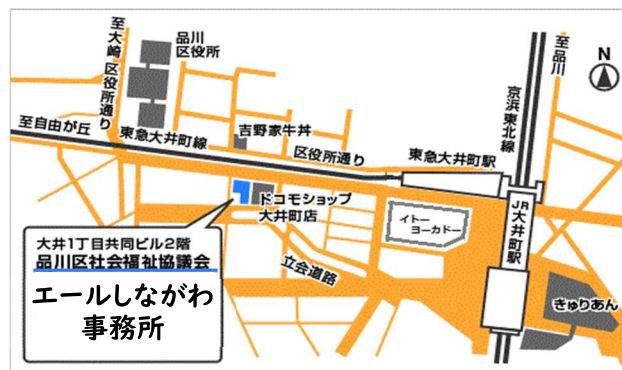 至大崎
区役所通り
品川
区役所
至品川
N
京浜東北線
至自由が丘
東急大井町線
吉野家牛丼
区役所通り
東急大井町駅
ドコモショップ
大井町店
イトー
ヨーカドー
JR大井町駅
立会道路
きゅりあん
大井1丁目共同ビル2階
品川区社会福祉協議会
エールしながわ
事務所